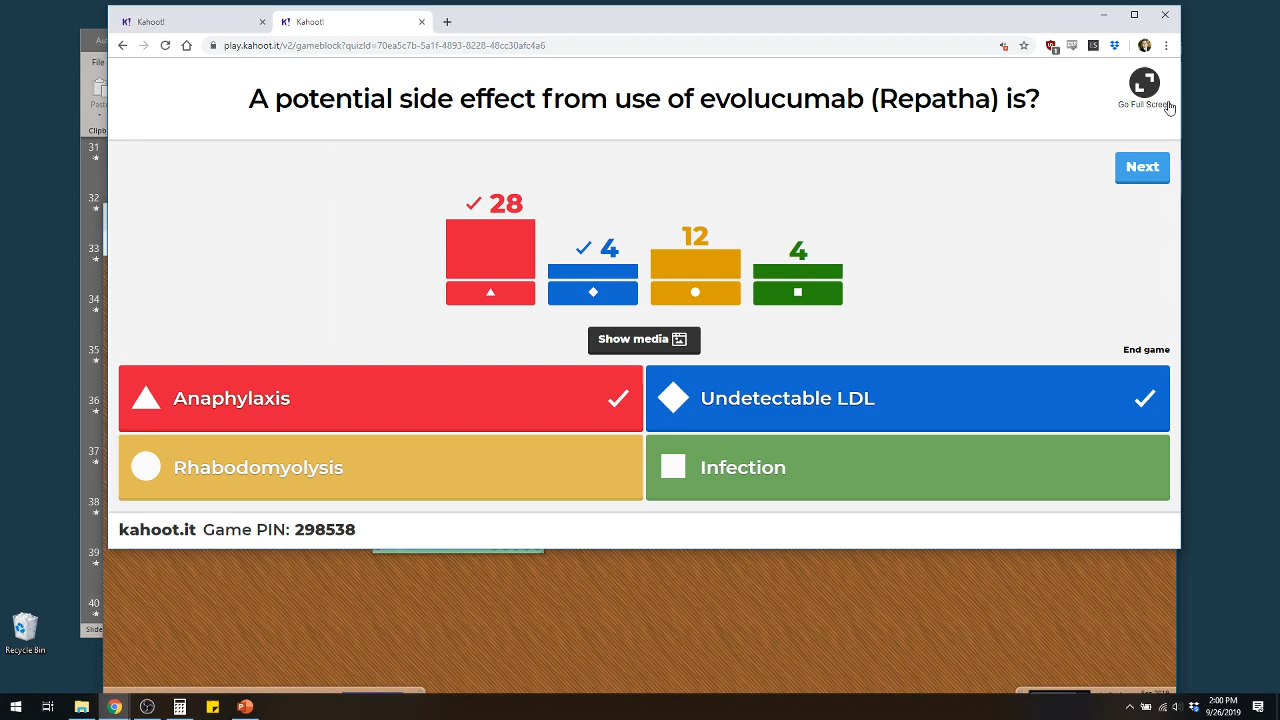 Kahoot!
Kahoot!
play.kahoot.it/v2/gameblock?quizId=70ea5c7b-5a1f-4893-8228-48cc30afc4a6
File
Paste
Clipb
A potential side effect from use of evolucumab (Repatha) is?
Go Full Screen
Next
28
4
12
4
Show media
End game
Anaphylaxis
Undetectable LDL
Rhabodomyolysis
Infection
kahoot.it Game PIN: 298538
31
32
33
34
35
36
37
38
39
40
Slide
Recycle Bin
2:00 PM
9/26/2019